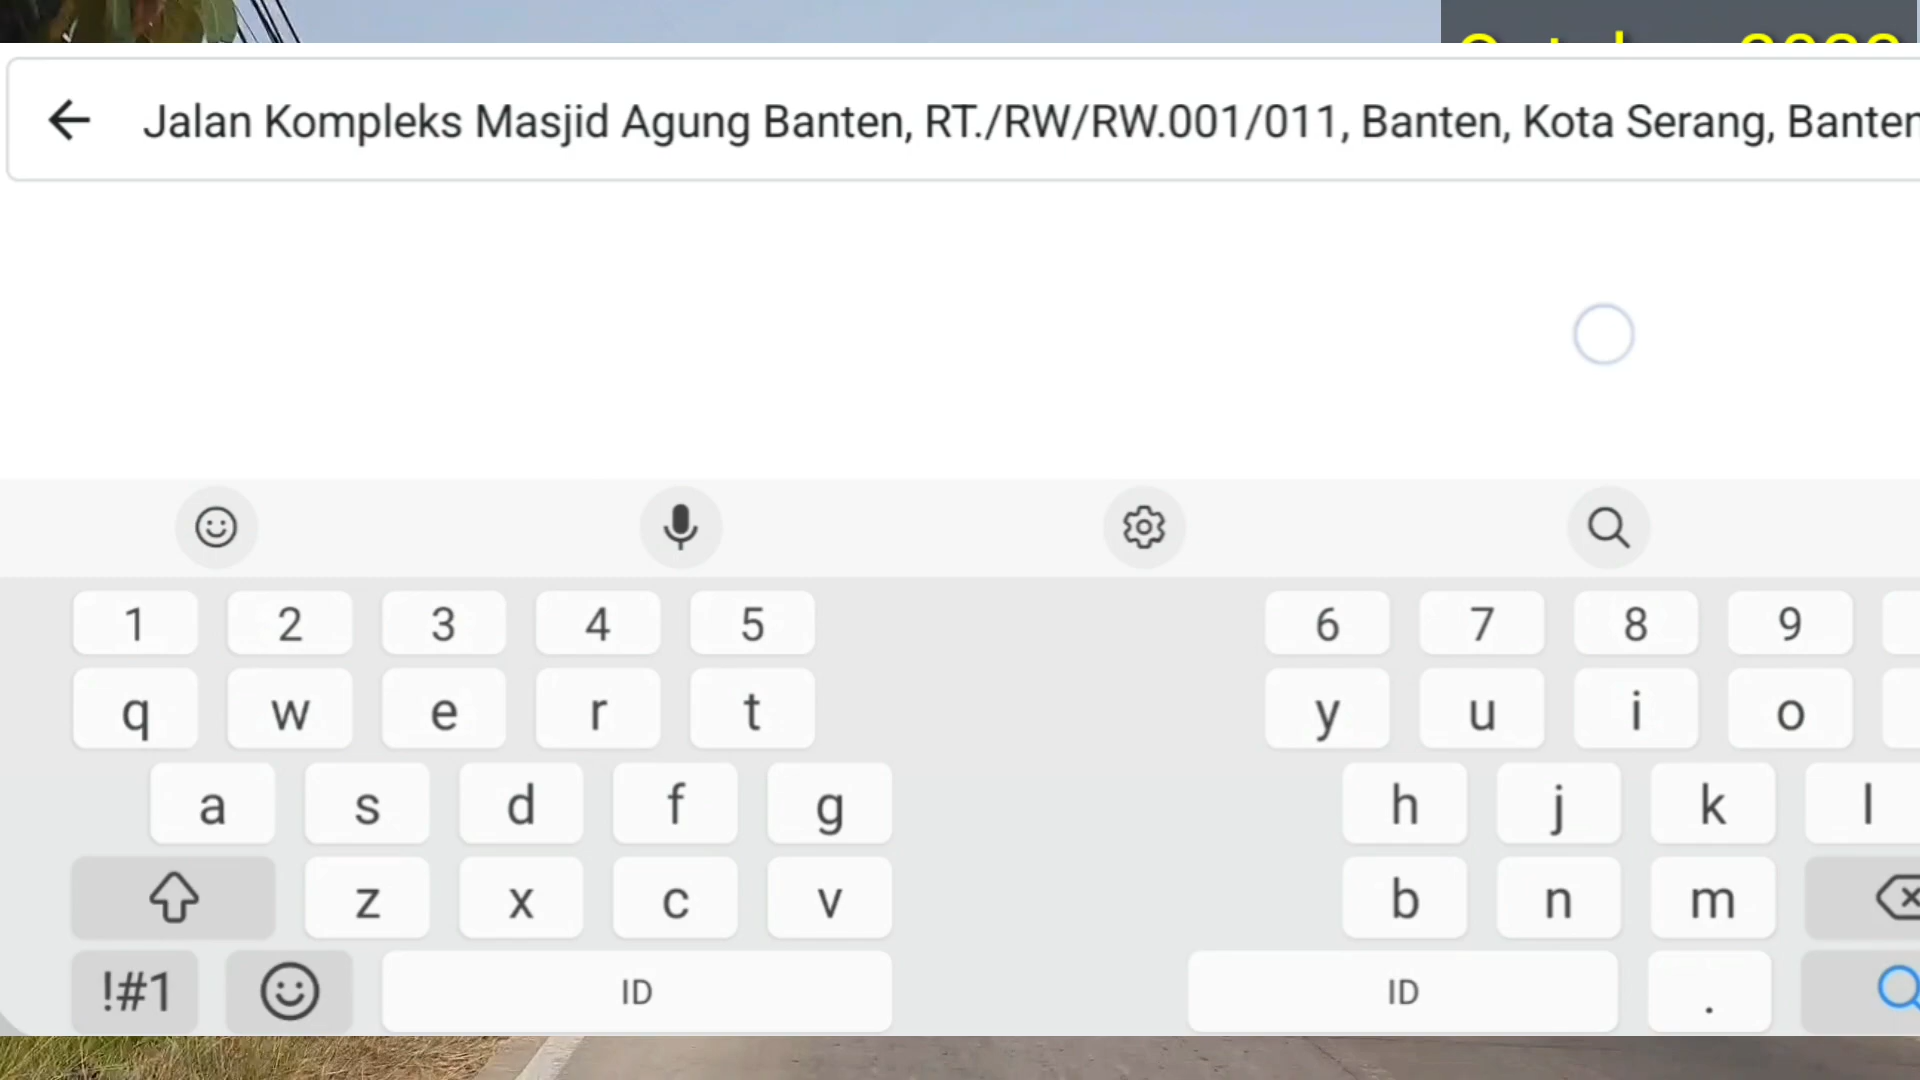 Jalan Kompleks Masjid Agung Banten, RT./RW/RW.001/011, Banten, Kota Serang, Banten
1 2 3 4 5 6 7 8 9
q w e r t y u i o
a s d f g h j k l
z x c v b n m
!#1 ID ID .